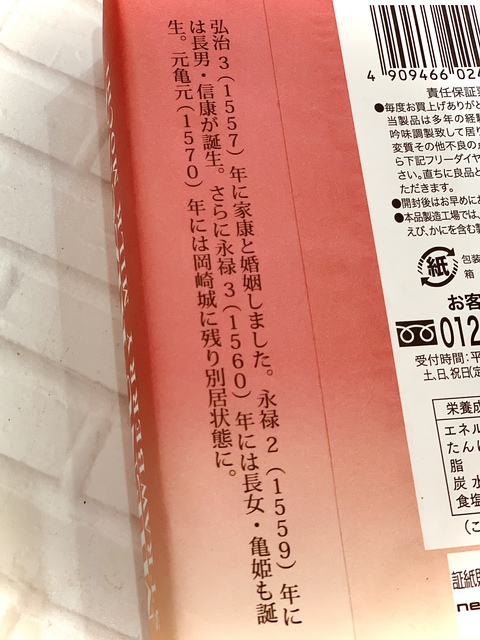 弘治3(1557)年に家康と婚姻しました。永禄2(1559)年に
は長男・信康が誕生。さらに永禄3(1560)年には長女・亀姫も誕
生。元亀元(1570)年には岡崎城に残り別居状態に。
4 909466 02
責任保証
●毎度お買上げありが
当製品は多年の経
吟味調製致して居り
変質その他不良の
ら下記フリーダイヤ
さい。直ちに良品と
ただきます。
●開封後はお早めに
●本品製造工場では、
えび、かにを含む
紙
包装
箱
お客
012
受付時間:平
土、日、祝日(定
栄養成
エネル
たんに
脂
炭水
食塩
(こ
証紙貼
ne